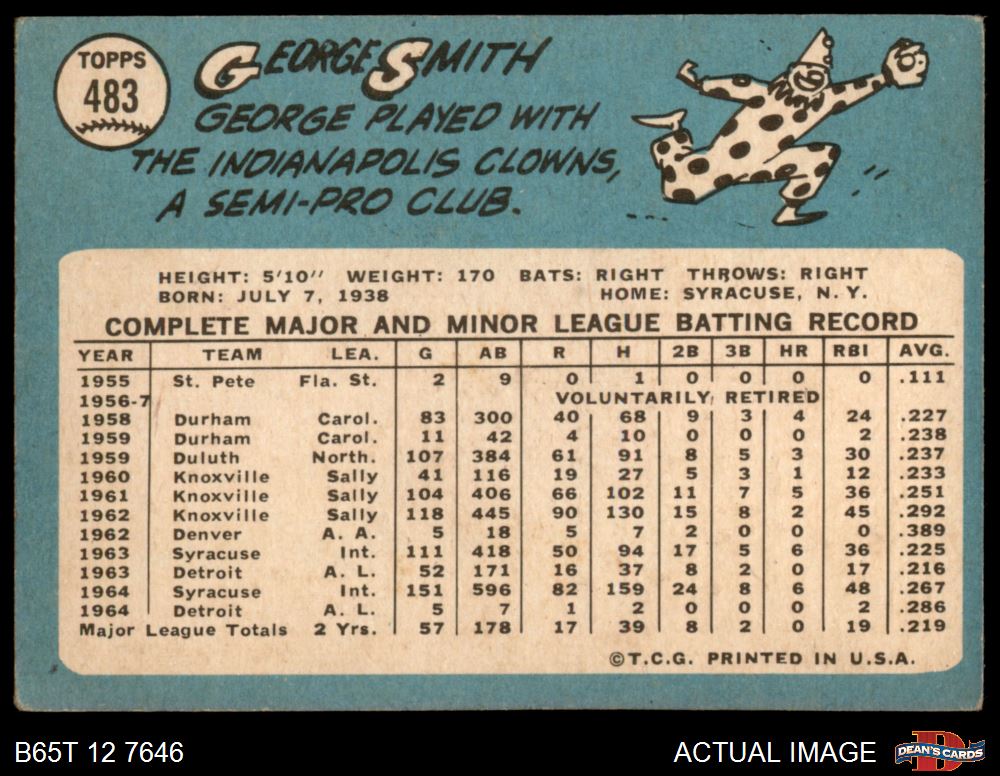 TOPPS
483
GEORGE SMITH
GEORGE PLAYED WITH
THE INDIANAPOLIS CLOWNS,
A SEMI-PRO CLUB.
HEIGHT: 5'10" WEIGHT: 170 BATS: RIGHT THROWS: RIGHT
BORN: JULY 7, 1938 HOME: SYRACUSE, N. Y.
COMPLETE MAJOR AND MINOR LEAGUE BATTING RECORD
YEAR TEAM LEA. G AB R H 2B 3B HR RBI AVG.
1955 St. Pete Fla. St. 2 9 0 1 0 0 0 0 .111
1956-7 VOLUNTARILY RETIRED
1958 Durham Carol. 83 300 40 68 9 3 4 24 .227
1959 Durham Carol. 11 42 4 10 0 0 0 2 .238
1959 Duluth North. 107 384 61 91 8 5 3 30 .237
1960 Knoxville Sally 41 116 19 27 5 3 1 12 .233
1961 Knoxville Sally 104 406 66 102 11 7 5 36 .251
1962 Knoxville Sally 118 445 90 130 15 8 2 45 .292
1962 Denver A. A. 5 18 5 7 2 0 0 0 .389
1963 Syracuse Int. 111 418 50 94 17 5 6 36 .225
1963 Detroit A. L. 52 171 16 37 8 2 0 17 .216
1964 Syracuse Int. 151 596 82 159 24 8 6 48 .267
1964 Detroit A. L. 5 7 1 2 0 0 0 2 .286
Major League Totals 2 Yrs. 57 178 17 39 8 2 0 19 .219
©T.C.G. PRINTED IN U.S.A.
B65T 12 7646 ACTUAL IMAGE D DEAN'S CARDS